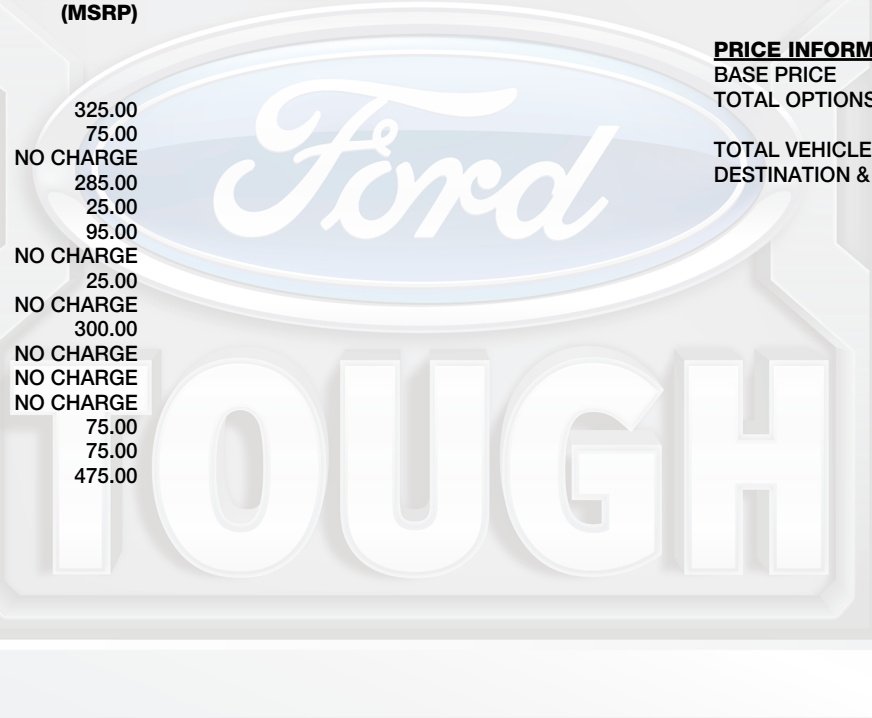 (MSRP)
PRICE INFORM
BASE PRICE
TOTAL OPTIONS
TOTAL VEHICLE
DESTINATION &
325.00
75.00
NO CHARGE
285.00
25.00
95.00
NO CHARGE
25.00
NO CHARGE
300.00
NO CHARGE
NO CHARGE
NO CHARGE
75.00
75.00
475.00
Ford
TOUGH